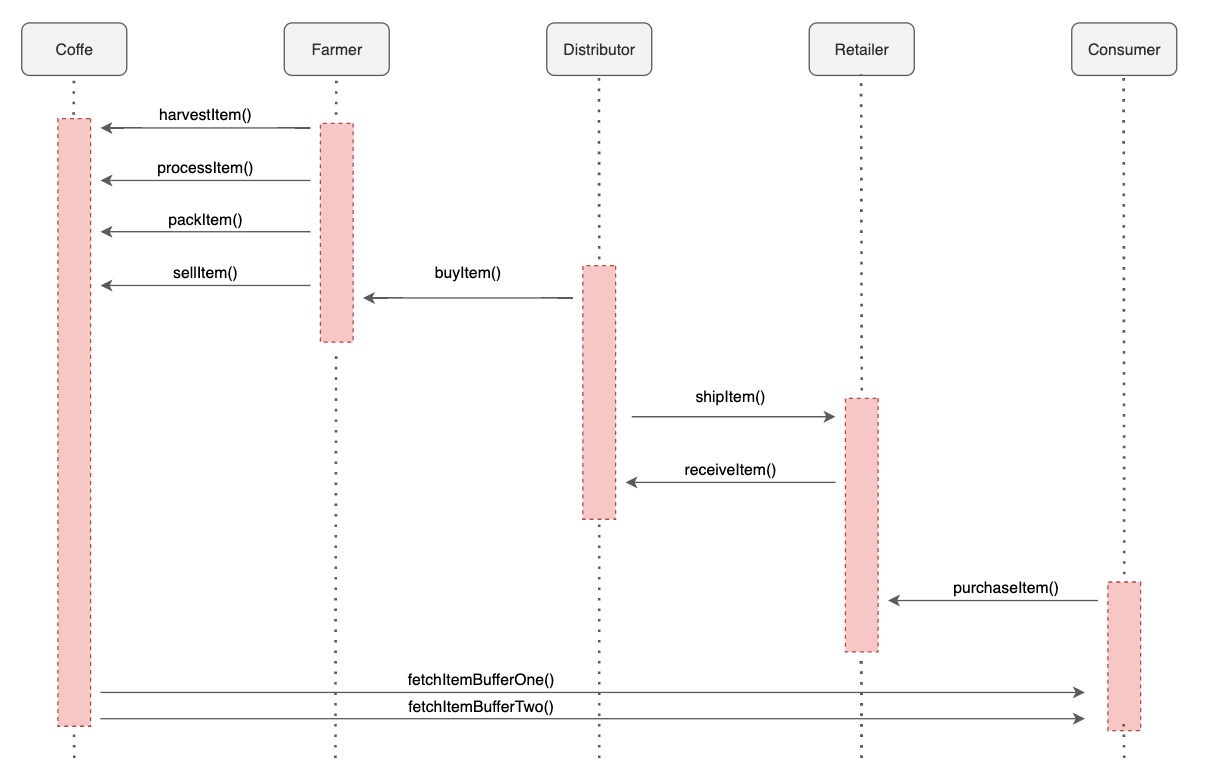 Coffe
Farmer
Distributor
Retailer
Consumer
harvestItem()
processItem()
packItem()
sellItem()
buyItem()
shipItem()
receiveItem()
purchaseItem()
fetchItemBufferOne()
fetchItemBufferTwo()